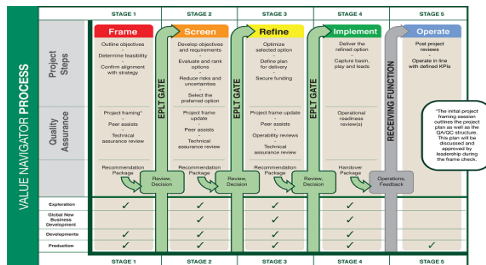 VALUE NAVIGATOR PROCESS
STAGE 1
STAGE 2
STAGE 3
STAGE 4
STAGE 5
Frame
Screen
Refine
Implement
Operate
Project
Steps
Outline objectives
-
Determine feasibility
-
Confirm alignment
with strategy
Develop objectives
and requirements
-
Evaluate and rank
options
-
Reduce risks and
uncertainties
-
Select the
preferred option
Optimize
selected option
-
Define plan
for delivery
-
Secure funding
Deliver the
refined option
-
Capture basin,
play and leads
Post project
reviews
-
Operate in line
with defined KPIs
EPLT GATE
EPLT GATE
EPLT GATE
RECEIVING FUNCTION
Quality
Assurance
Project framing*
-
Peer assists
-
Technical
assurance review
Project frame
update
-
Peer assists
-
Technical
assurance review
Project frame update
-
Peer assists
-
Operability reviews
-
Technical
assurance review
Operational
readiness
review(s)
*The initial project
framing session
outlines the project
plan as well as the
QA/QC structure.
This plan will be
discussed and
approved by
leadership during
the frame check.
Recommendation
Package
Recommendation
Package
Recommendation
Package
Handover
Package
Review,
Decision
Review,
Decision
Review,
Decision
Operations,
Feedback
Exploration ✓ ✓ ✓ ✓
Global New
Business
Development
✓ ✓ ✓
Developments ✓ ✓ ✓ ✓
Production ✓ ✓ ✓ ✓ ✓
STAGE 1
STAGE 2
STAGE 3
STAGE 4
STAGE 5